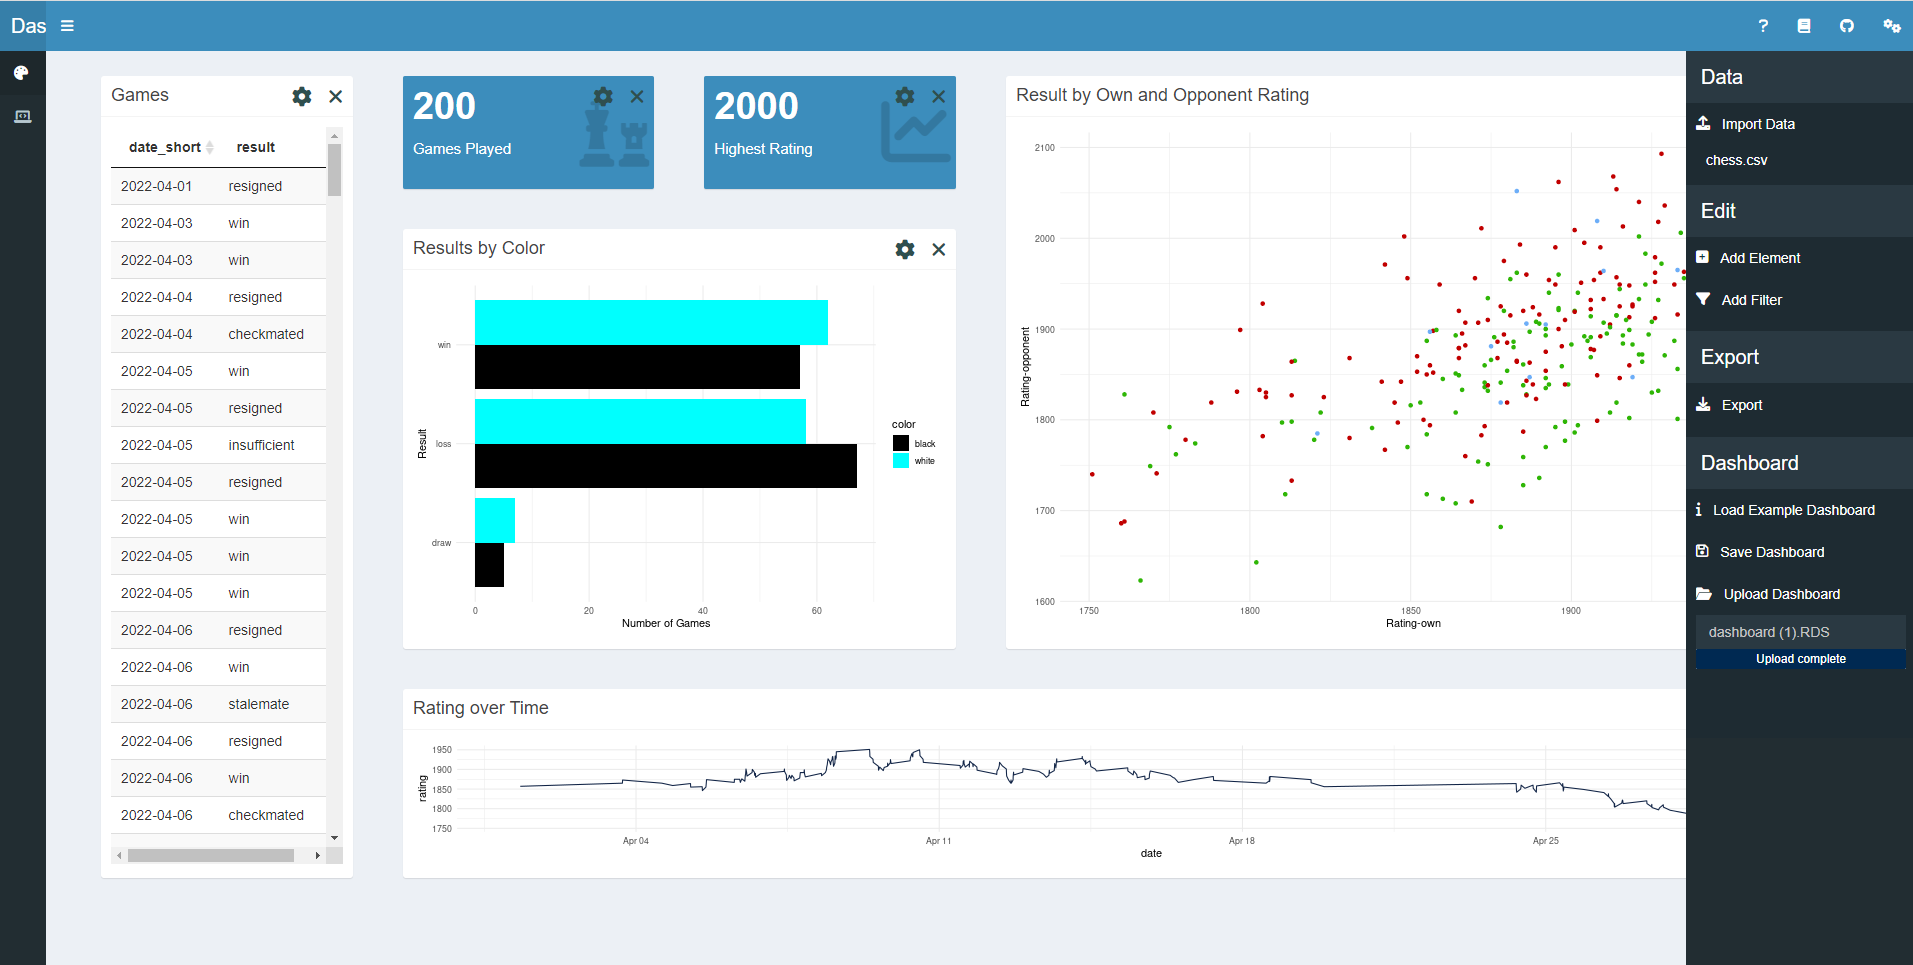 Das
?
Games
date_short result
2022-04-01 resigned
2022-04-03 win
2022-04-03 win
2022-04-04 resigned
2022-04-04 checkmated
2022-04-05 win
2022-04-05 resigned
2022-04-05 insufficient
2022-04-05 resigned
2022-04-05 win
2022-04-05 win
2022-04-05 win
2022-04-06 resigned
2022-04-06 win
2022-04-06 stalemate
2022-04-06 resigned
2022-04-06 win
2022-04-06 checkmated
200
Games Played
2000
Highest Rating
Results by Color
Result
win
loss
draw
0 20 40 60
Number of Games
color
black
white
Result by Own and Opponent Rating
Rating-opponent
2100
2000
1900
1800
1700
1600
1750 1800 1850 1900
Rating-own
Rating over Time
rating
1950
1900
1850
1800
1750
Apr 04 Apr 11 Apr 18 Apr 25
date
Data
Import Data
chess.csv
Edit
Add Element
Add Filter
Export
Export
Dashboard
Load Example Dashboard
Save Dashboard
Upload Dashboard
dashboard (1).RDS
Upload complete